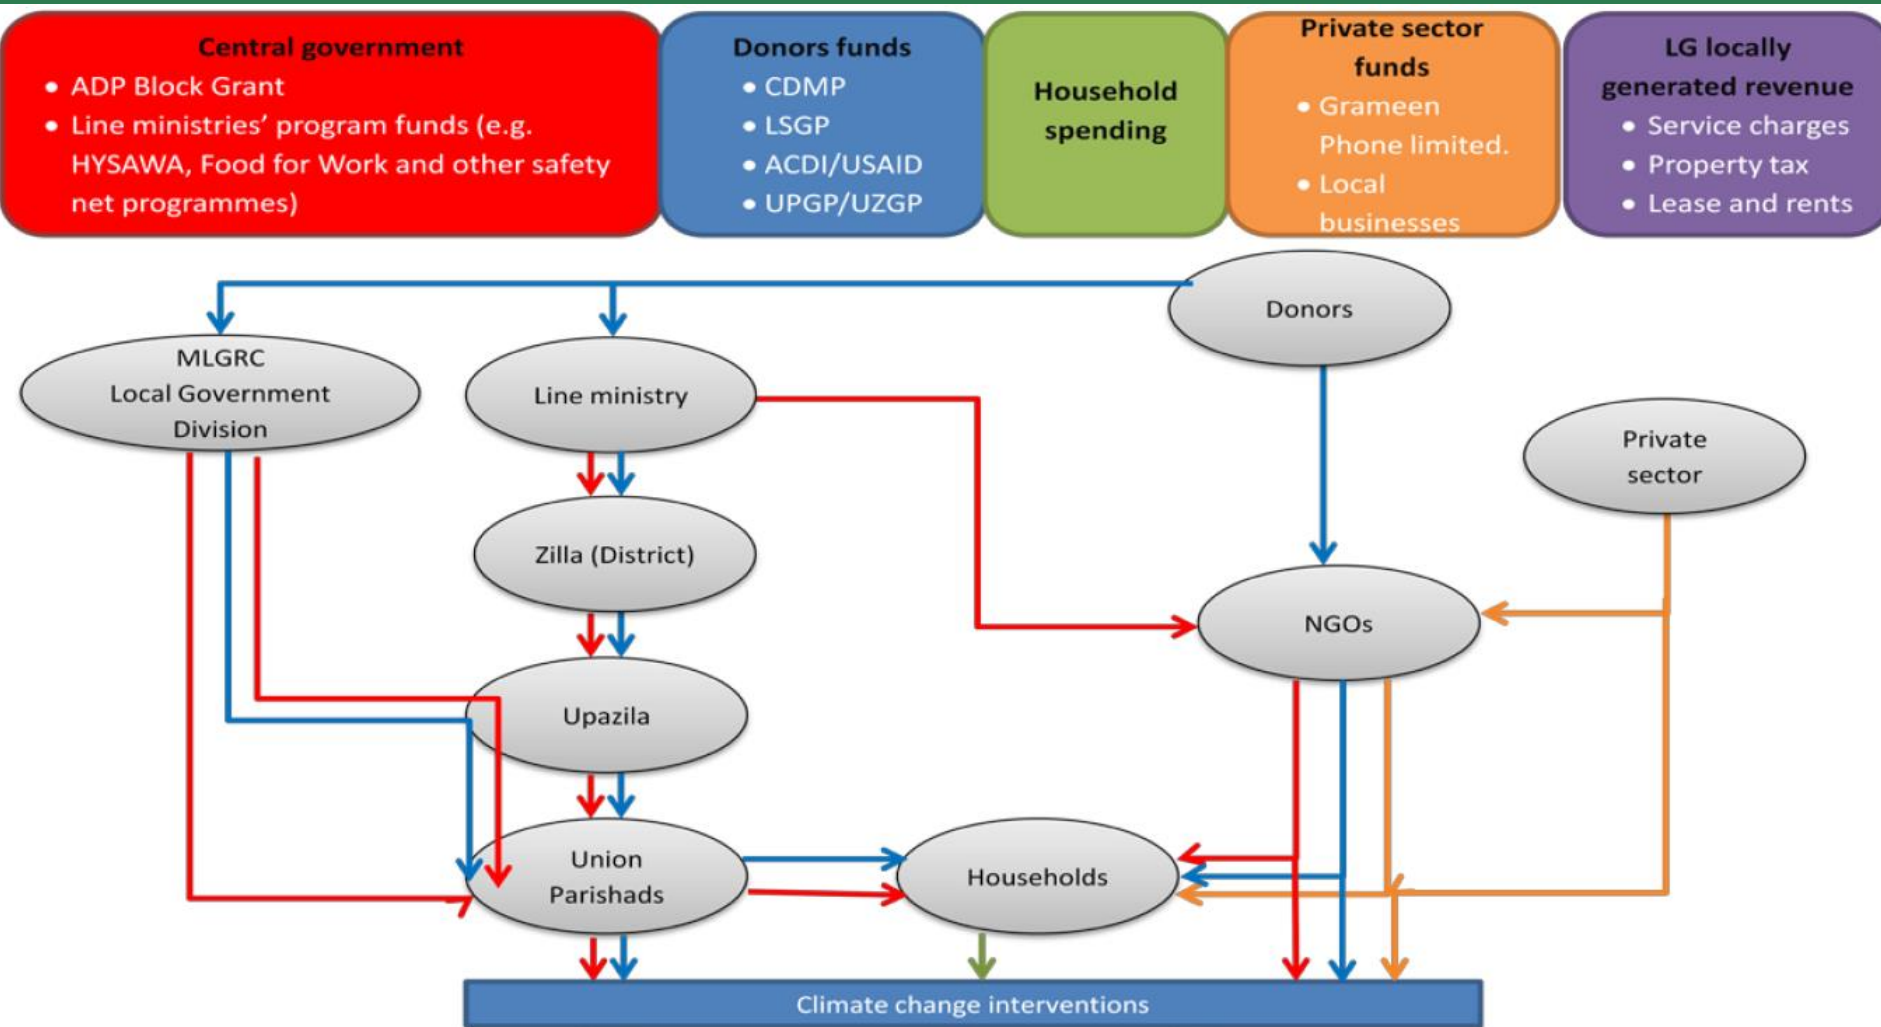 Central government
• ADP Block Grant
• Line ministries’ program funds (e.g.
HYSAWA, Food for Work and other safety
net programmes)
Donors funds
• CDMP
• LSGP
• ACDI/USAID
• UPGP/UZGP
Household
spending
Private sector
funds
• Grameen
Phone limited.
• Local
businesses
LG locally
generated revenue
• Service charges
• Property tax
• Lease and rents
Donors
MLGRC
Local Government
Division
Line ministry
Private
sector
Zilla (District)
NGOs
Upazila
Union
Parishads
Households
Climate change interventions